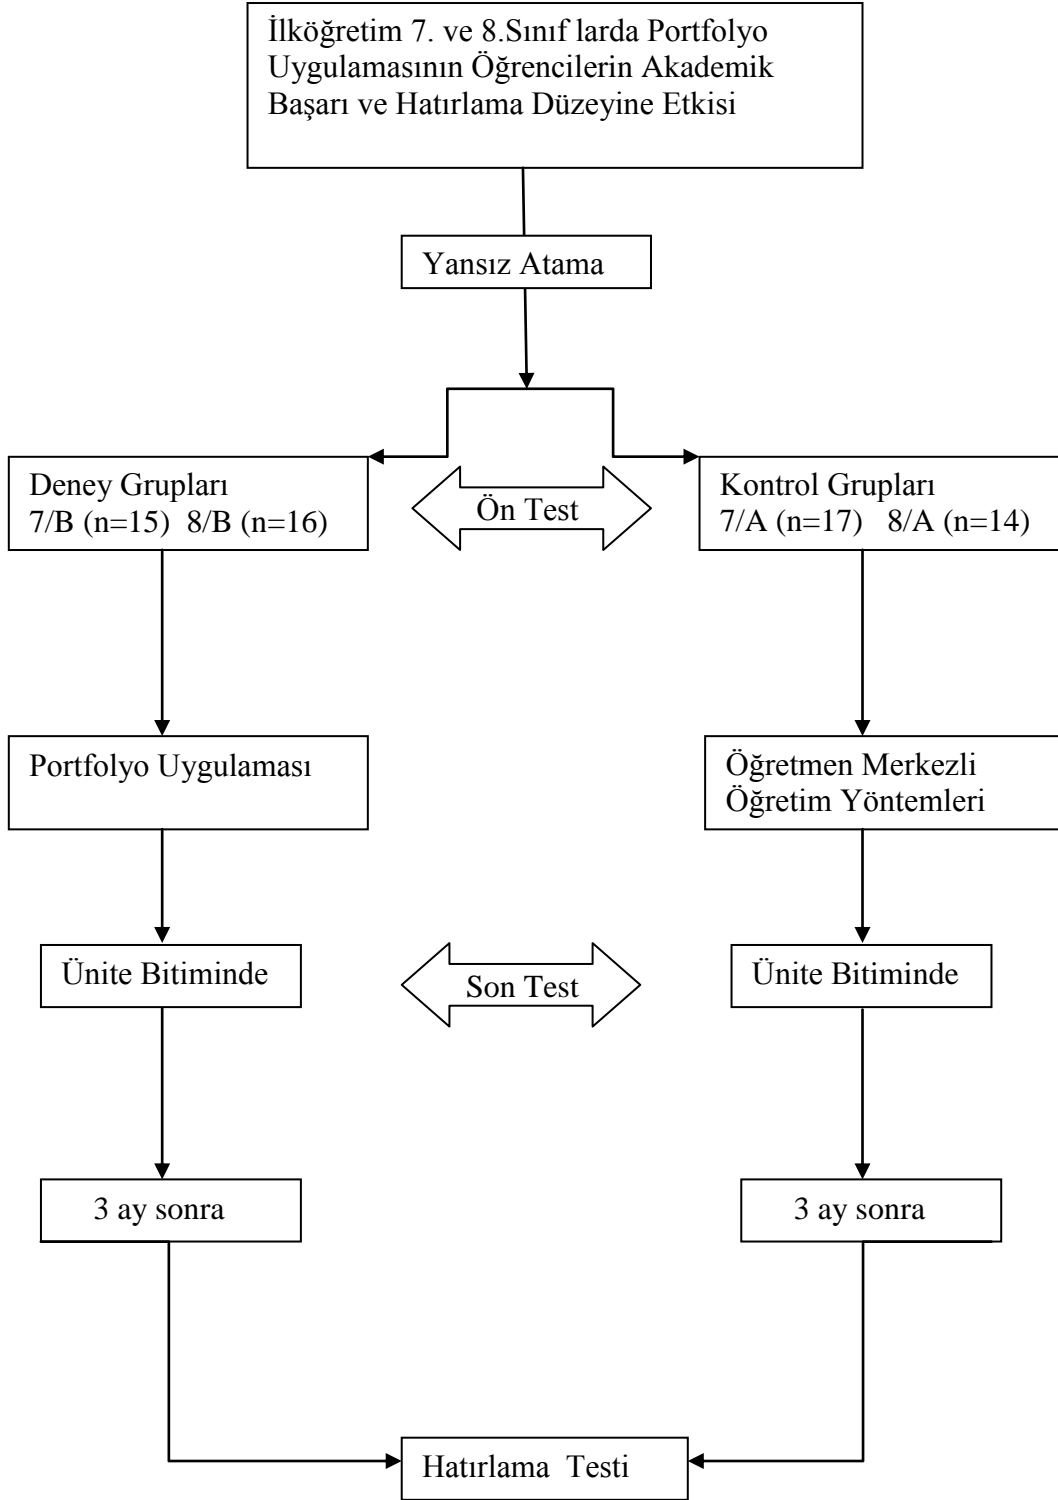 İlköğretim 7. ve 8.Sınıf larda Portfolyo
Uygulamasının Öğrencilerin Akademik
Başarı ve Hatırlama Düzeyine Etkisi
Yansız Atama
Deney Grupları
7/B (n=15) 8/B (n=16)
Ön Test
Kontrol Grupları
7/A (n=17) 8/A (n=14)
Portfolyo Uygulaması
Öğretmen Merkezli
Öğretim Yöntemleri
Ünite Bitiminde
Son Test
Ünite Bitiminde
3 ay sonra
3 ay sonra
Hatırlama Testi